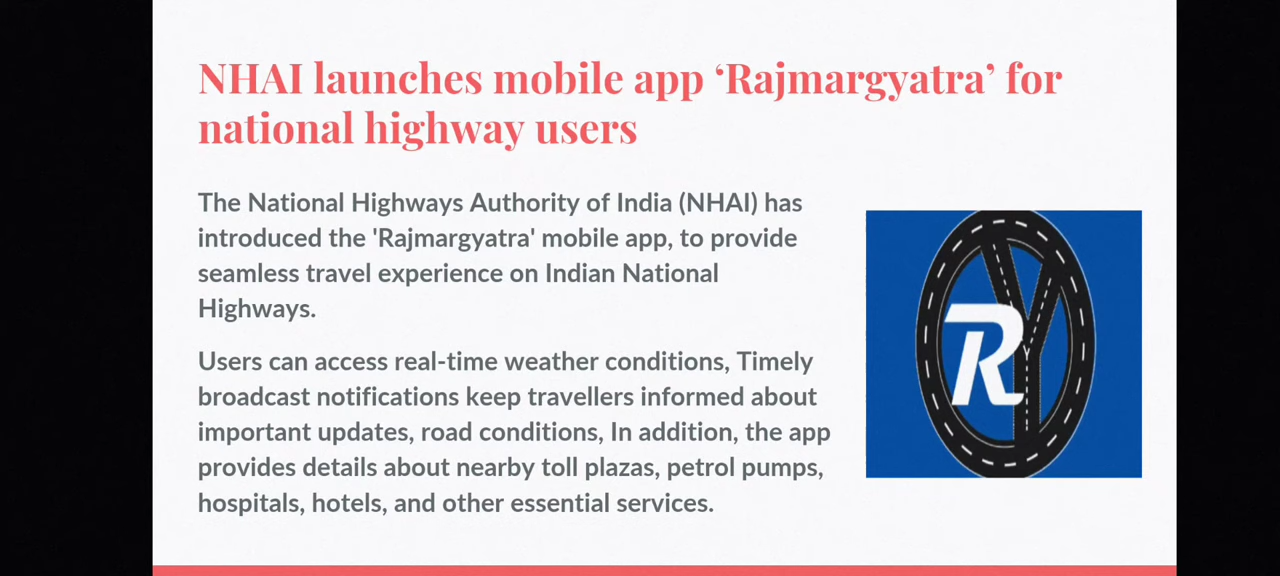 NHAI launches mobile app ‘Rajmargyatra’ for
national highway users
The National Highways Authority of India (NHAI) has
introduced the 'Rajmargyatra' mobile app, to provide
seamless travel experience on Indian National
Highways.
Users can access real-time weather conditions, Timely
broadcast notifications keep travellers informed about
important updates, road conditions, In addition, the app
provides details about nearby toll plazas, petrol pumps,
hospitals, hotels, and other essential services.
RY